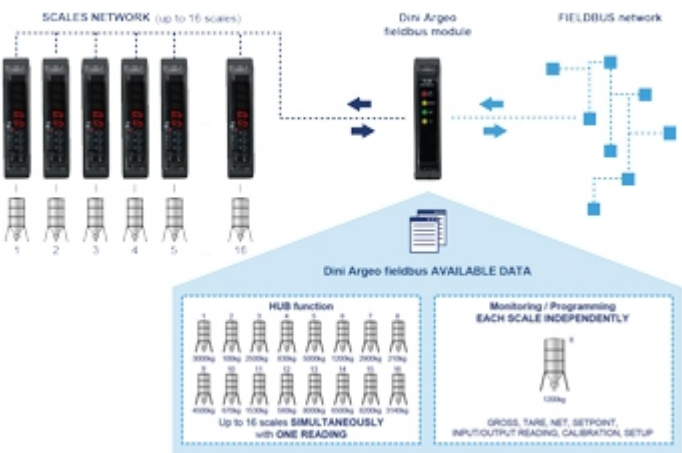 SCALES NETWORK (up to 16 scales)
Dini Argeo
fieldbus module
FIELDBUS network
1 2 3 4 5 16
Dini Argeo fieldbus AVAILABLE DATA
HUB function
1 2 3 4 5 6 7 8
3000kg 100kg 2500kg 5000kg 1200kg 2900kg 210kg
9 10 11 12 13 14 15 16
4500kg 670kg 1530kg 560kg 8000kg 6500kg 8200kg 3140kg
Up to 16 scales SIMULTANEOUSLY
with ONE READING
Monitoring / Programming
EACH SCALE INDEPENDENTLY
6
1200kg
GROSS, TARE, NET, SETPOINT,
INPUT/OUTPUT READING, CALIBRATION, SETUP